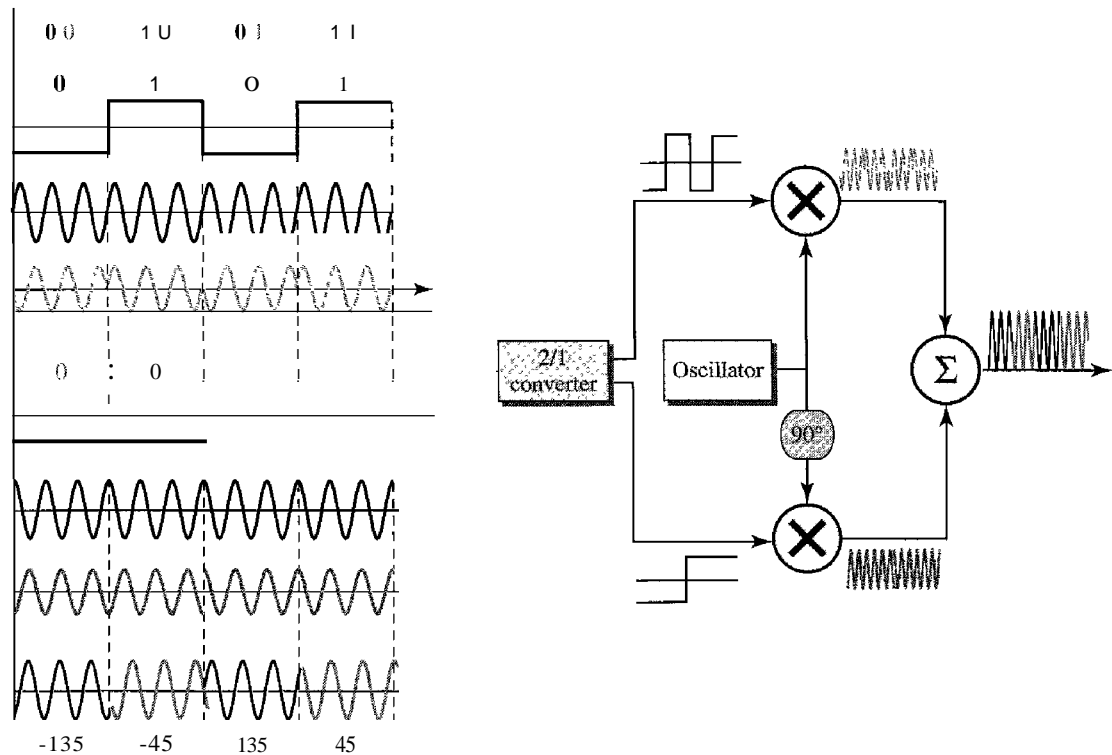 0 0 1 U 0 1 1 I
0 1 O 1
0 : 0
-135 -45 135 45
2/1
converter
Oscillator
90°
Σ